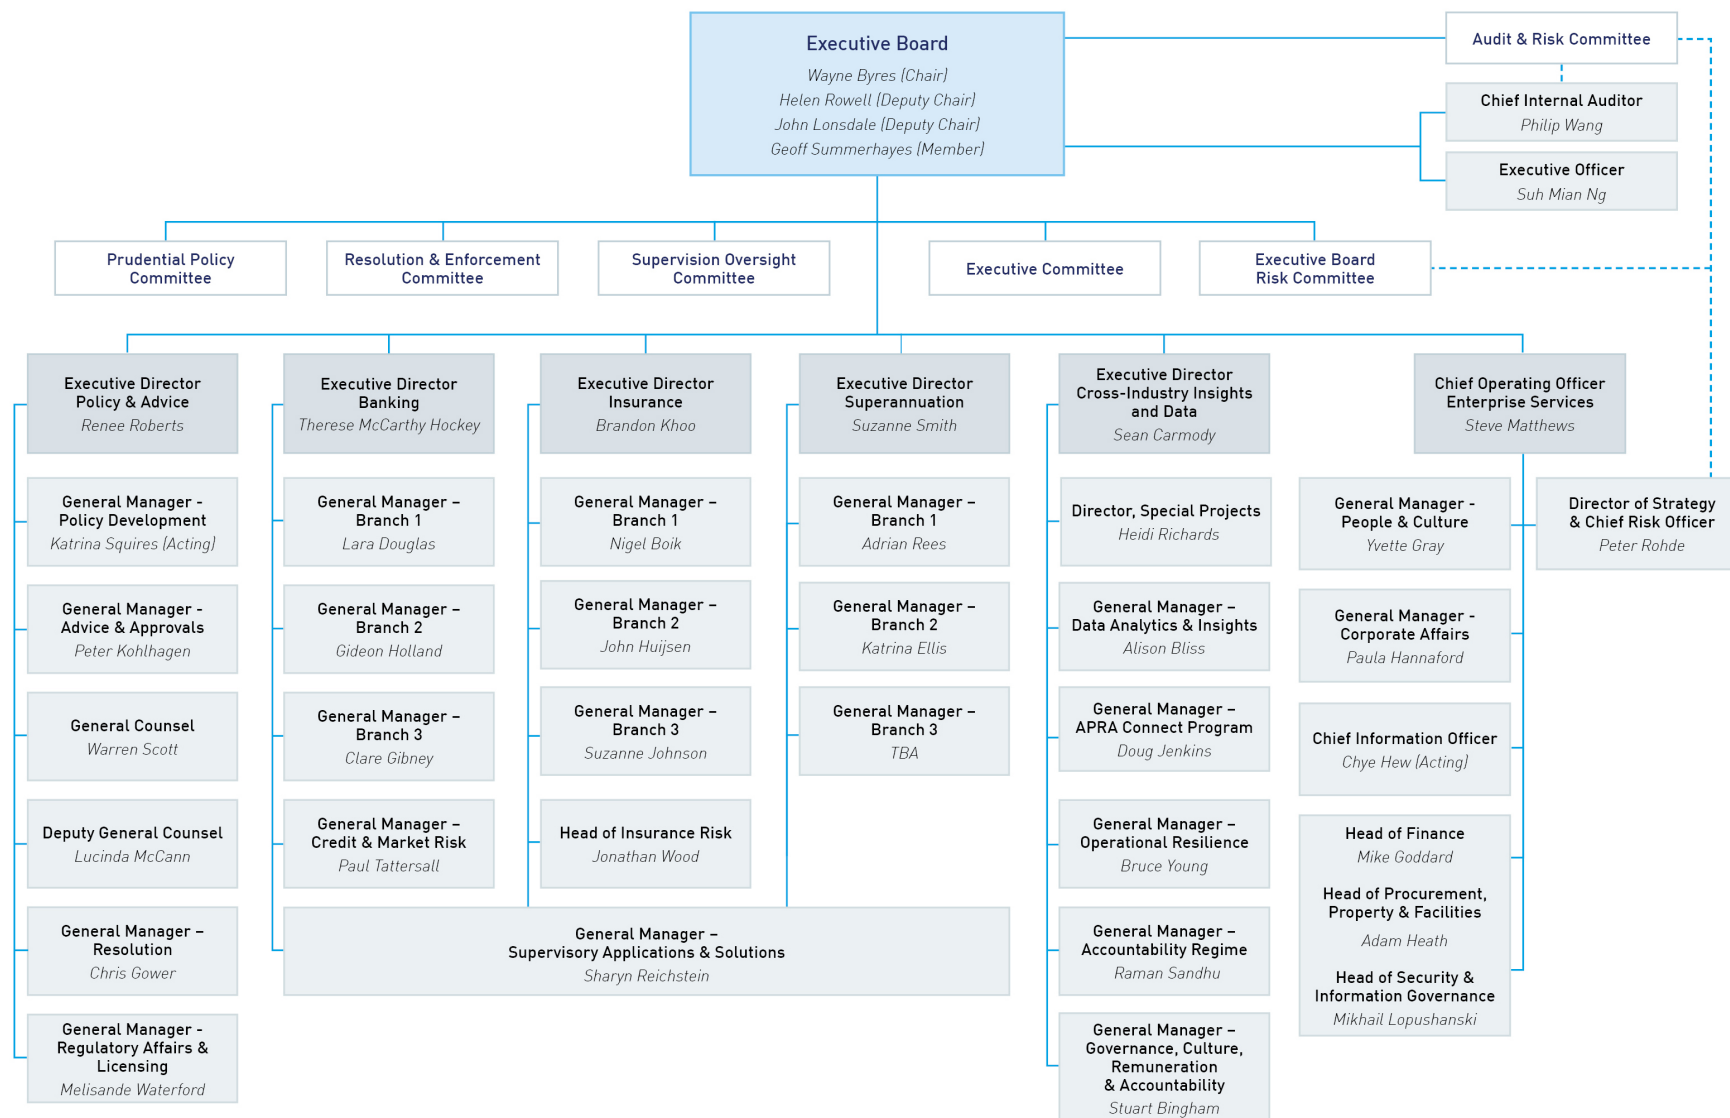 Executive Board
Wayne Byres (Chair)
Helen Rowell (Deputy Chair)
John Lonsdale (Deputy Chair)
Geoff Summerhayes (Member)
Audit & Risk Committee
Chief Internal Auditor
Philip Wang
Executive Officer
Suh Mian Ng
Prudential Policy
Committee
Resolution & Enforcement
Committee
Supervision Oversight
Committee
Executive Committee
Executive Board
Risk Committee
Executive Director
Policy & Advice
Renee Roberts
General Manager -
Policy Development
Katrina Squires (Acting)
General Manager -
Advice & Approvals
Peter Kohlhagen
General Counsel
Warren Scott
Deputy General Counsel
Lucinda McCann
General Manager –
Resolution
Chris Gower
General Manager -
Regulatory Affairs &
Licensing
Melisande Waterford
Executive Director
Banking
Therese McCarthy Hockey
General Manager –
Branch 1
Lara Douglas
General Manager –
Branch 2
Gideon Holland
General Manager –
Branch 3
Clare Gibney
General Manager –
Credit & Market Risk
Paul Tattersall
Executive Director
Insurance
Brandon Khoo
General Manager –
Branch 1
Nigel Boik
General Manager –
Branch 2
John Huijsen
General Manager –
Branch 3
Suzanne Johnson
Head of Insurance Risk
Jonathan Wood
Executive Director
Superannuation
Suzanne Smith
General Manager –
Branch 1
Adrian Rees
General Manager –
Branch 2
Katrina Ellis
General Manager –
Branch 3
TBA
General Manager –
Supervisory Applications & Solutions
Sharyn Reichstein
Executive Director
Cross-Industry Insights
and Data
Sean Carmody
Director, Special Projects
Heidi Richards
General Manager –
Data Analytics & Insights
Alison Bliss
General Manager –
APRA Connect Program
Doug Jenkins
General Manager –
Operational Resilience
Bruce Young
General Manager –
Accountability Regime
Raman Sandhu
General Manager –
Governance, Culture,
Remuneration
& Accountability
Stuart Bingham
Chief Operating Officer
Enterprise Services
Steve Matthews
General Manager -
People & Culture
Yvette Gray
Director of Strategy
& Chief Risk Officer
Peter Rohde
General Manager -
Corporate Affairs
Paula Hannaford
Chief Information Officer
Chye Hew (Acting)
Head of Finance
Mike Goddard
Head of Procurement,
Property & Facilities
Adam Heath
Head of Security &
Information Governance
Mikhail Lopushanski